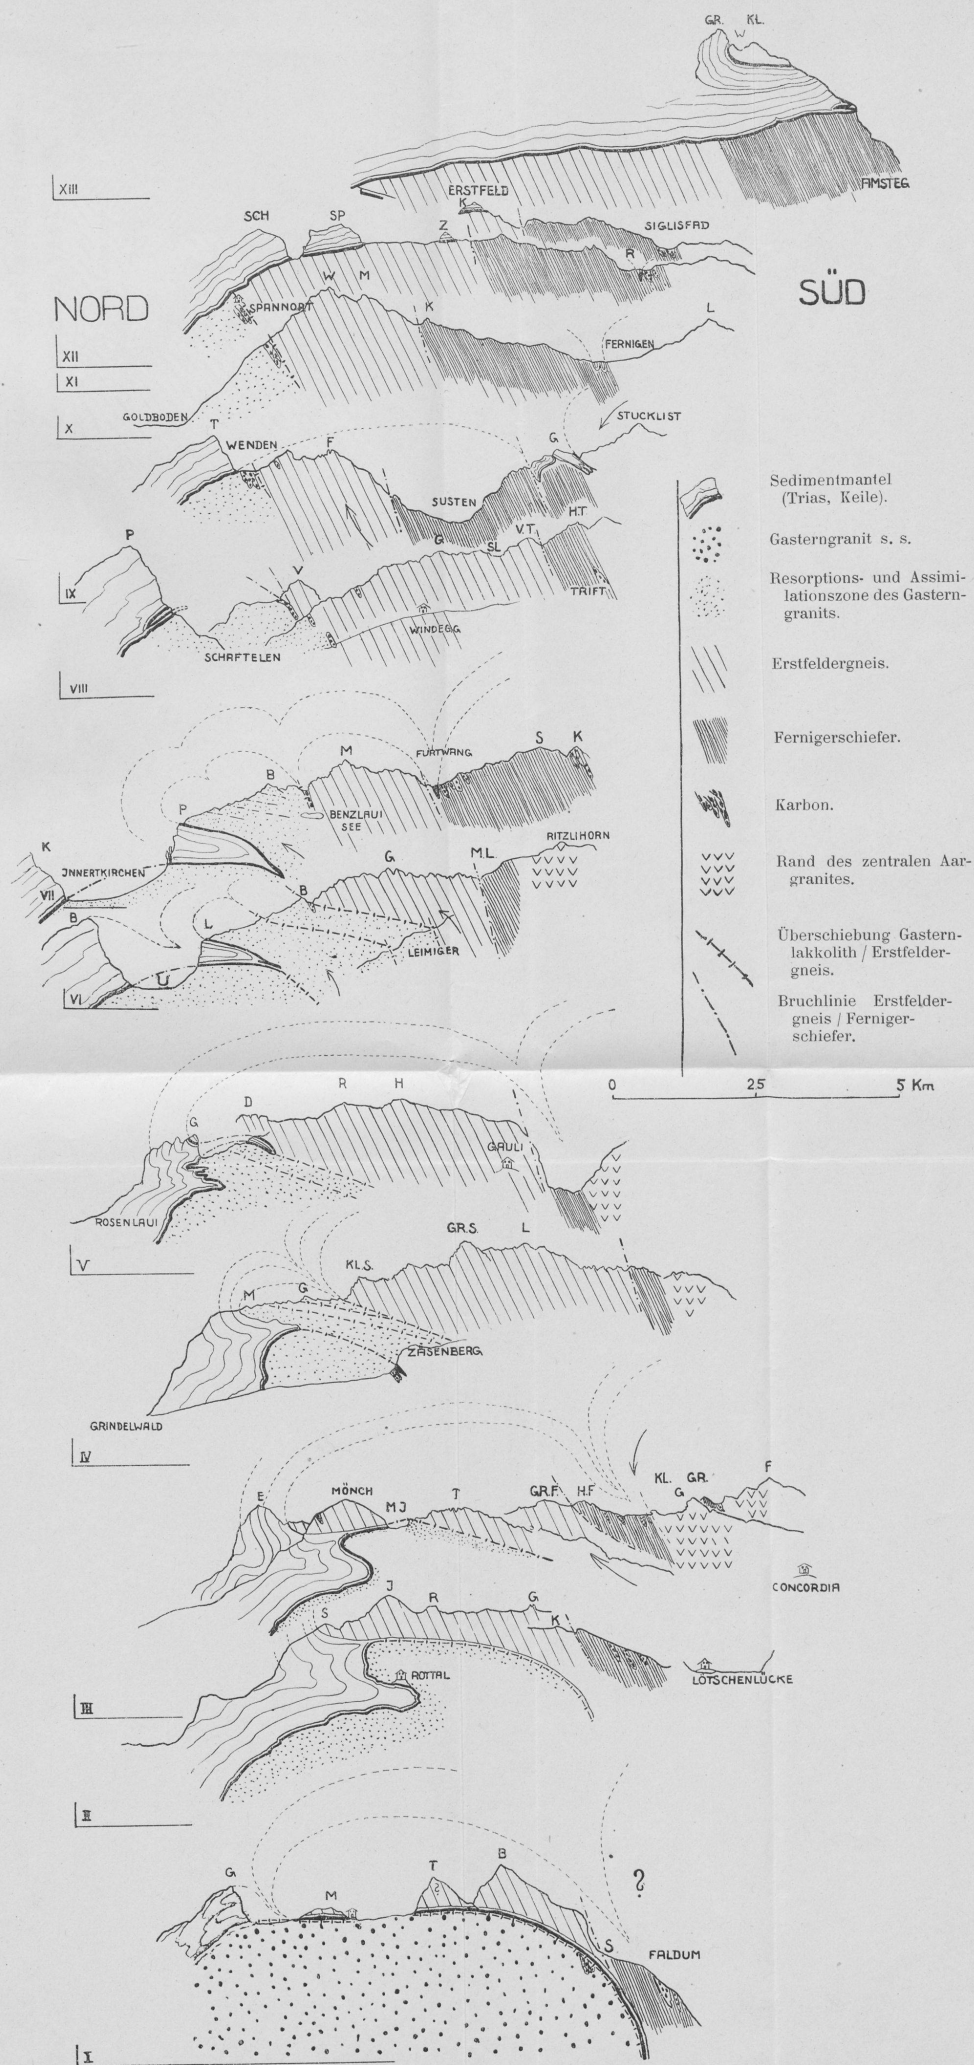 GR. KL.
W
XIII
AMSTEG
ERSTFELD
K
SCH SP Z
SIGLISFAD
R
K
W M
SPANNORT
NORD
SÜD
K L
FERNIGEN
XII
XI
X
GOLDBODEN
STUCKLIST
T WENDEN F G
SUSTEN
Sedimentmantel
(Trias, Keile).
H.T
V.T.
G SL
P
Gasterngranit s. s.
V
IX
TRIFT
Resorptions- und Assimi-
lationszone des Gastern-
granits.
WINDEGG
SCHAFTELEN
Erstfeldergneis.
VIII
Fernigerschiefer.
M FURTWANG S K
B
P BENZLAUI
SEE
Karbon.
RITZLIHORN
K
INNERTKIRCHEN
G M.L.
Rand des zentralen Aar-
granites.
VII
B
B L
LEIMIGER
Überschiebung Gastern-
lakkolith / Erstfelder-
gneis.
U
VI
Bruchlinie Erstfelder-
gneis / Ferniger-
schiefer.
0 2.5 5 Km
R H
D
G
GAULI
ROSENLAUI
GR.S. L
V
KL.S.
M G
ZÄSENBERG
GRINDELWALD
IV
KL. GR. F
G
E MÖNCH M J T GR.F. H.F
CONCORDIA
J R G
S K
ROTTAL
LÖTSCHENLÜCKE
III
II
G M T B
?
?
S FALDUM
I